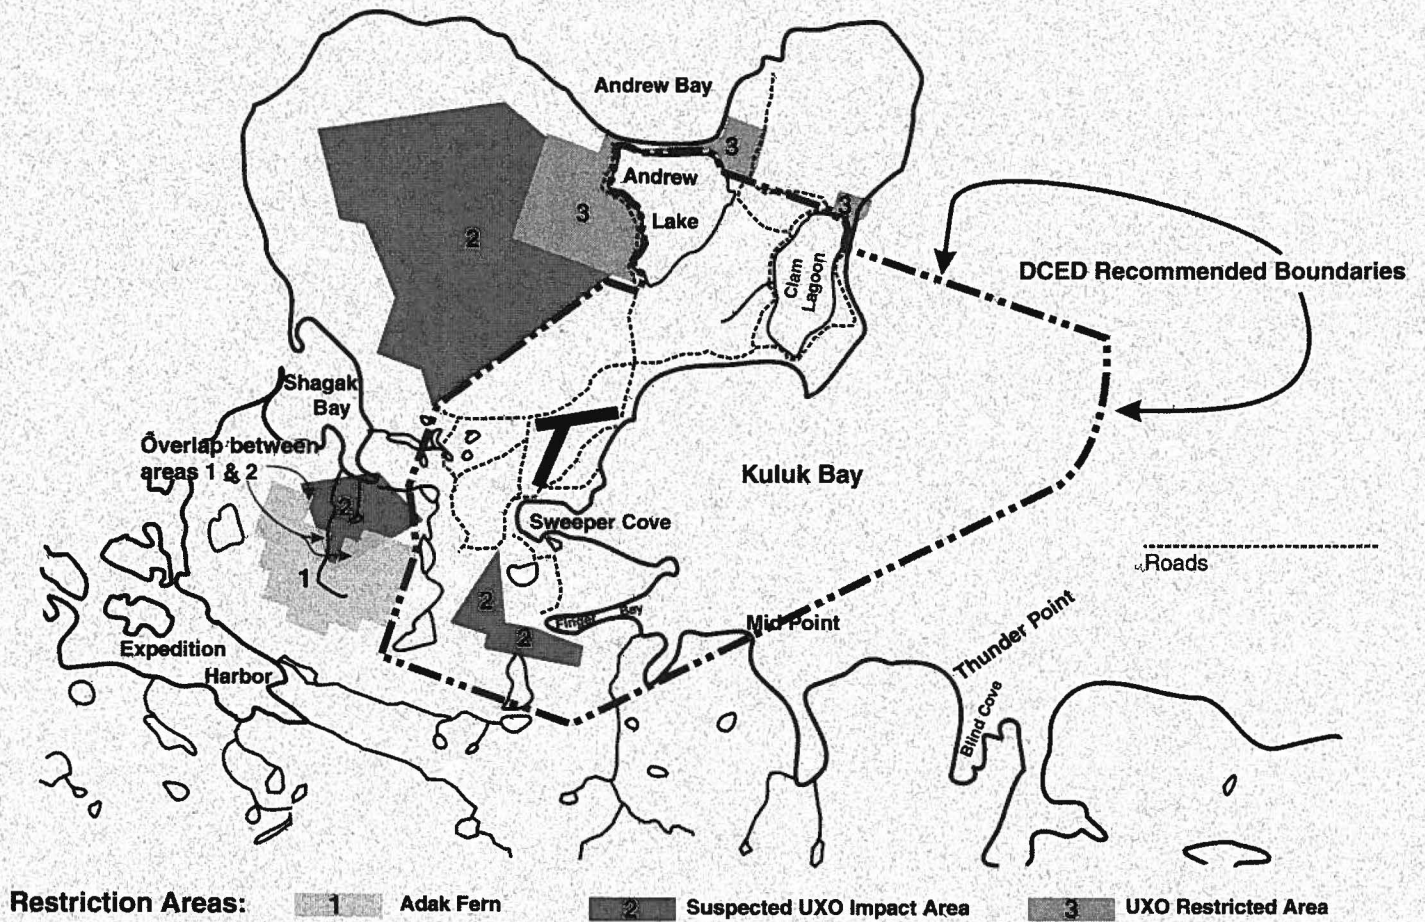 Andrew Bay
3
Andrew
3
3
Lake
2
Clam
Lagoon
DCED Recommended Boundaries
Shagak
Bay
Overlap between
areas 1 & 2
Kuluk Bay
2
Sweeper Cove
Roads
1
2
Finger Bay
2
Mid Point
Thunder Point
Expedition
Harbor
Blind Cove
Restriction Areas:
1
Adak Fern
2
Suspected UXO Impact Area
3
UXO Restricted Area